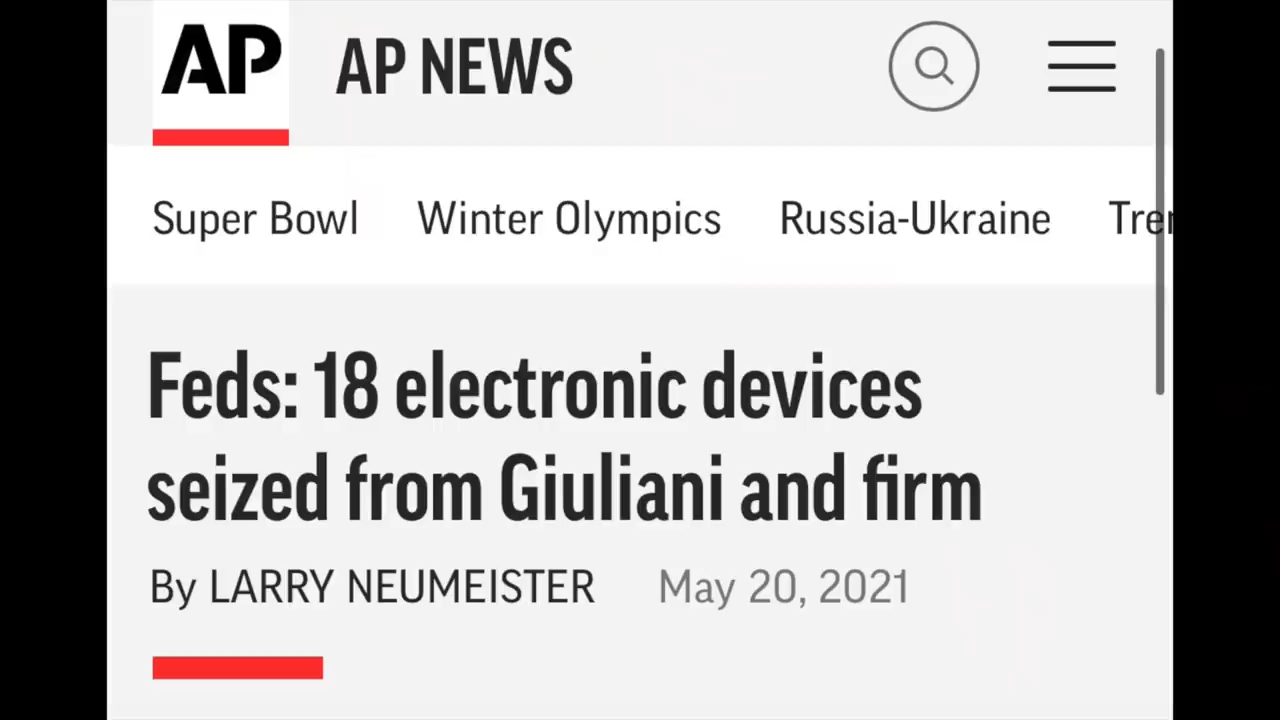 AP AP NEWS
Super Bowl Winter Olympics Russia-Ukraine
Feds: 18 electronic devices
seized from Giuliani and firm
By LARRY NEUMEISTER May 20, 2021